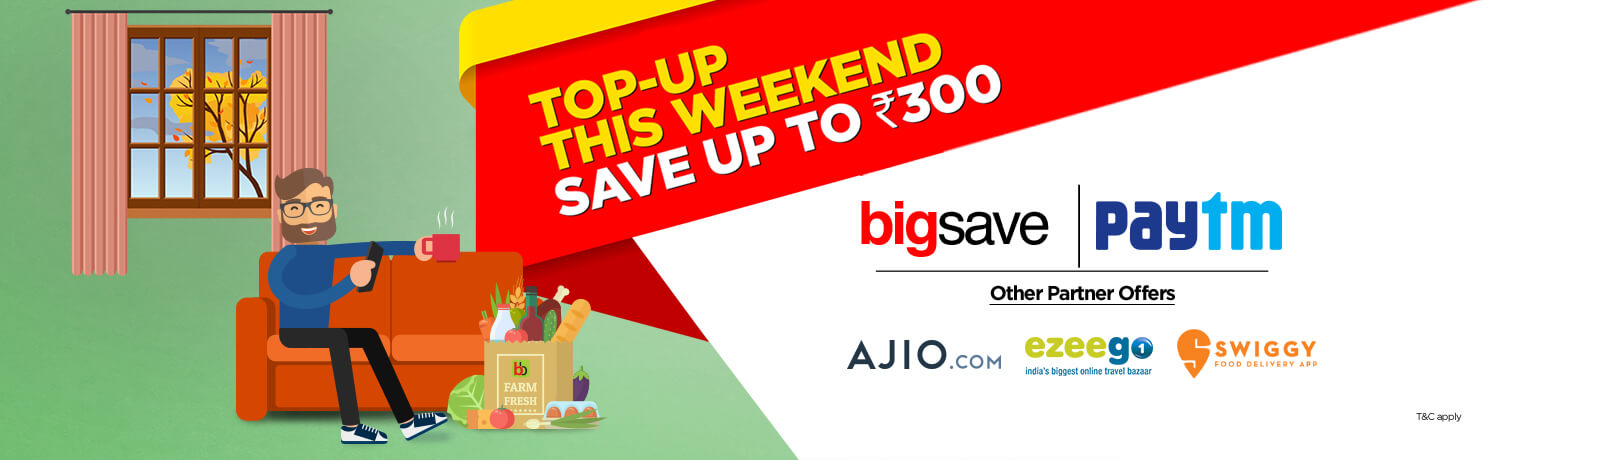 TOP-UP
THIS WEEKEND
SAVE UP TO ₹300
bigsave
paytm
Other Partner Offers
AJIO.COM
ezeego1
india's biggest online travel bazaar
SWIGGY
FOOD DELIVERY APP
bb
FARM
FRESH
T&C apply